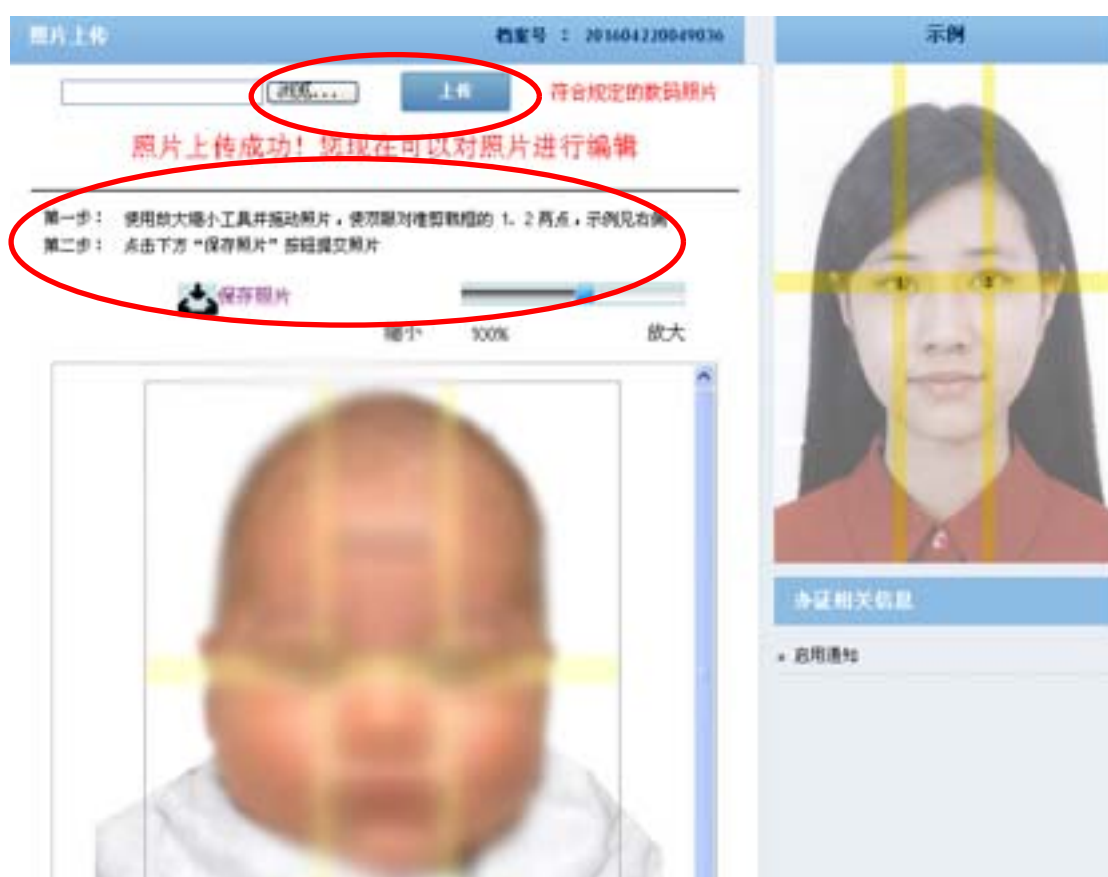 照片上传
档案号 : 201604220049036
示例
浏览...
上传
符合规定的数码照片
照片上传成功！您现在可以对照片进行编辑
第一步： 使用放大缩小工具并拖动照片，使双眼对准剪裁框的 1、2 两点，示例见右侧
第二步： 点击下方“保存照片”按钮提交照片
保存照片
缩小 100% 放大
1 2
办证相关信息
启用通知